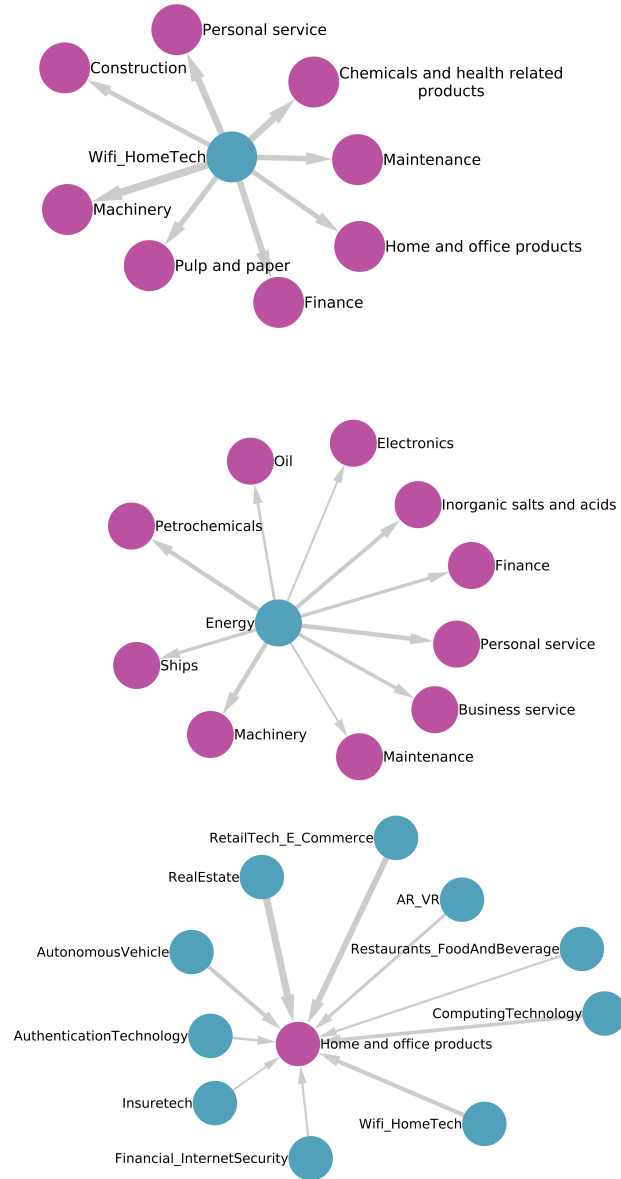 Personal service
Construction
Chemicals and health related
products
Wifi_HomeTech
Maintenance
Machinery
Home and office products
Pulp and paper
Finance
Electronics
Oil
Inorganic salts and acids
Petrochemicals
Finance
Energy
Personal service
Ships
Business service
Machinery
Maintenance
RetailTech_E_Commerce
RealEstate
AR_VR
Restaurants_FoodAndBeverage
AutonomousVehicle
ComputingTechnology
AuthenticationTechnology
Home and office products
Insuretech
Wifi_HomeTech
Financial_InternetSecurity